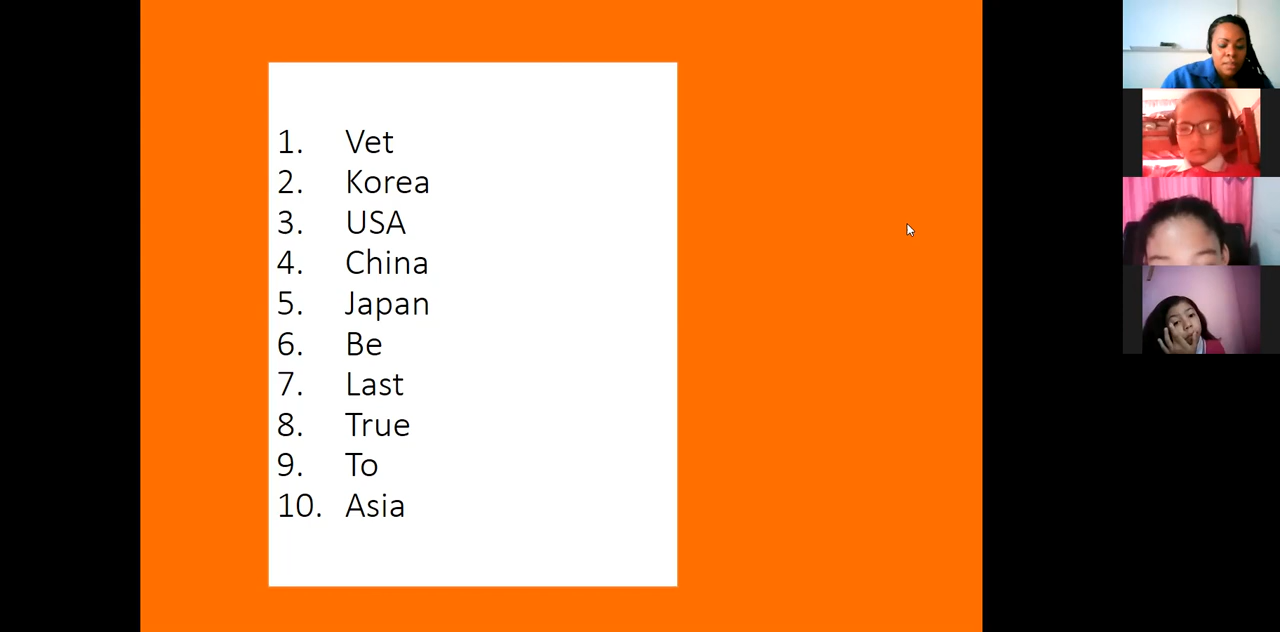 1. Vet
2. Korea
3. USA
4. China
5. Japan
6. Be
7. Last
8. True
9. To
10. Asia